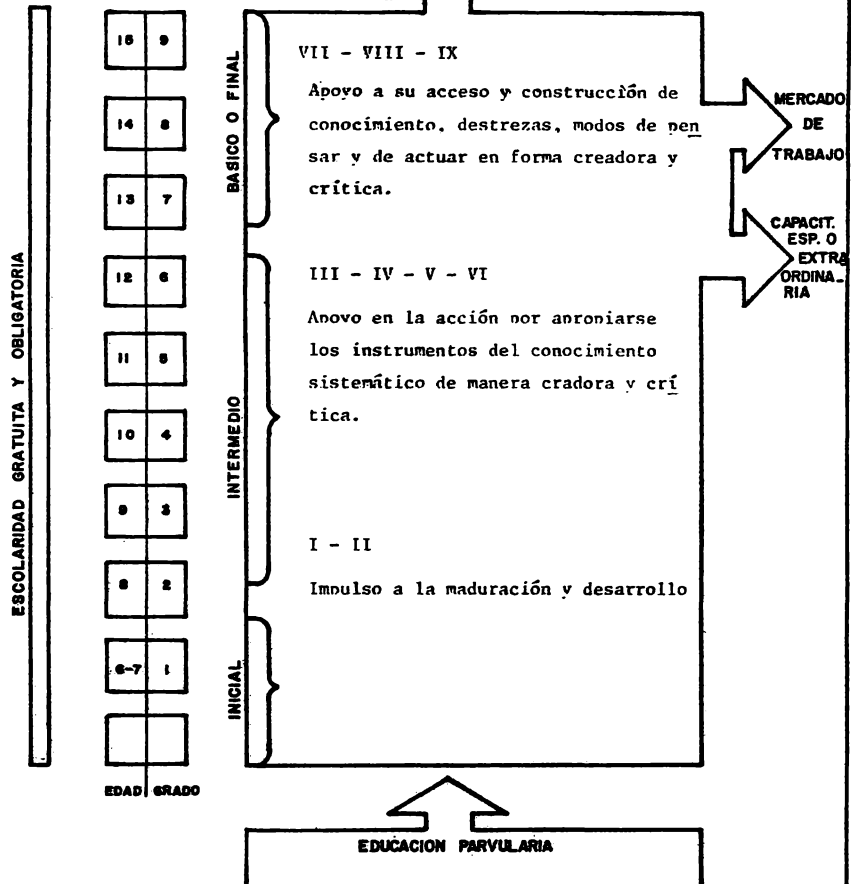 ESCOLARIDAD GRATUITA Y OBLIGATORIA
15 9
14 8
13 7
12 6
11 5
10 4
9 3
8 2
6-7 1
EDAD GRADO
BASICO O FINAL
VII - VIII - IX
Apoyo a su acceso y construcción de
conocimiento, destrezas, modos de pen
sar y de actuar en forma creadora y
crítica.
INTERMEDIO
III - IV - V - VI
Apoyo en la acción por apropiarse
los instrumentos del conocimiento
sistemático de manera cradora y crí
tica.
I - II
Impulso a la maduración y desarrollo
INICIAL
MERCADO
DE
TRABAJO
CAPACIT.
ESP. O
EXTRA
ORDINA_
RIA
EDUCACION PARVULARIA